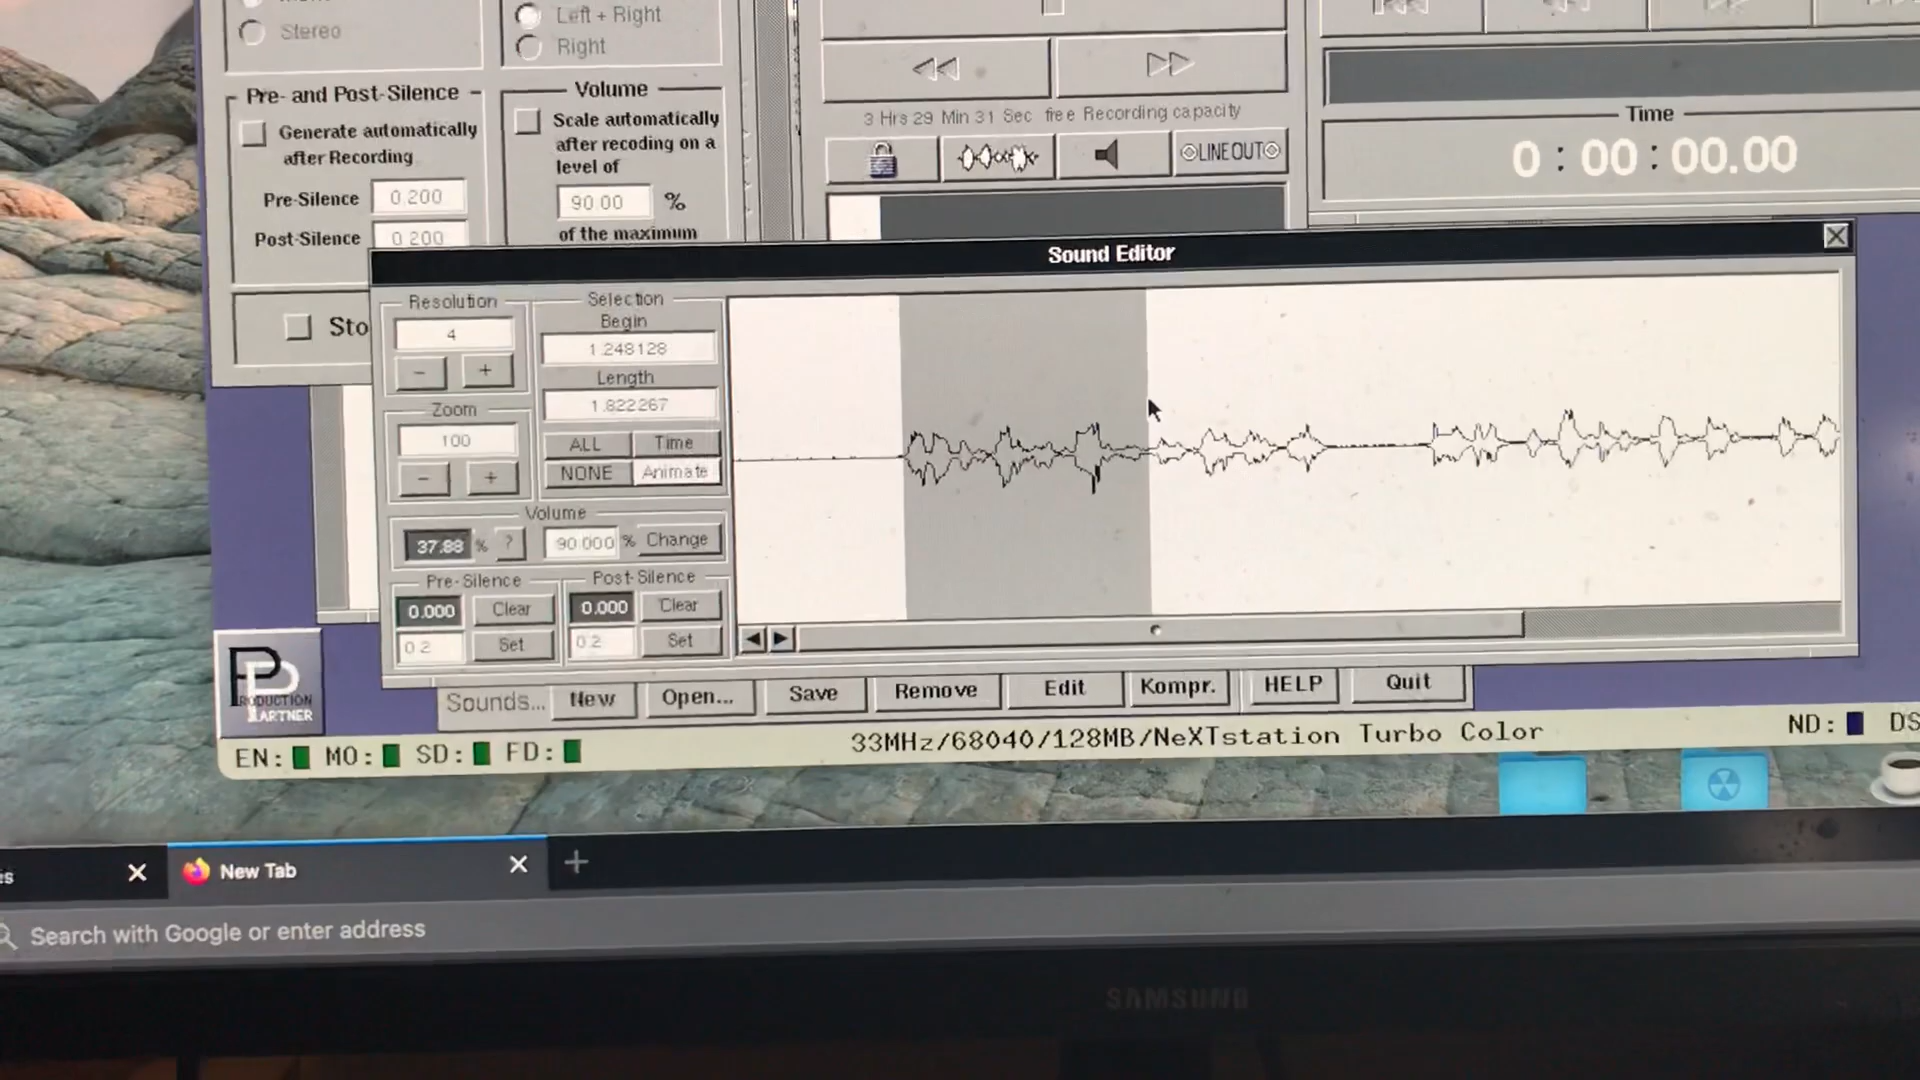 Stereo
Left + Right
Right
Pre- and Post-Silence
Generate automatically
after Recording
Pre-Silence 0.200
Post-Silence 0.200
Volume
Scale automatically
after recoding on a
level of
90.00 %
of the maximum
Sto
3 Hrs 29 Min 31 Sec free Recording capacity
LINEOUT
Time
0 : 00 : 00.00
Sound Editor
Resolution
4
- +
Zoom
100
- +
Selection
Begin
1.248128
Length
1.822267
ALL Time
NONE Animate
Volume
37.88 % ? 90.000 % Change
Pre-Silence
0.000 Clear
0.2 Set
Post-Silence
0.000 Clear
0.2 Set
PRODUCTION
PARTNER
Sounds... New Open... Save Remove Edit Kompr. HELP Quit
EN: MO: SD: FD: 33MHz/68040/128MB/NeXTstation Turbo Color ND: DS
New Tab
Search with Google or enter address
SAMSUNG